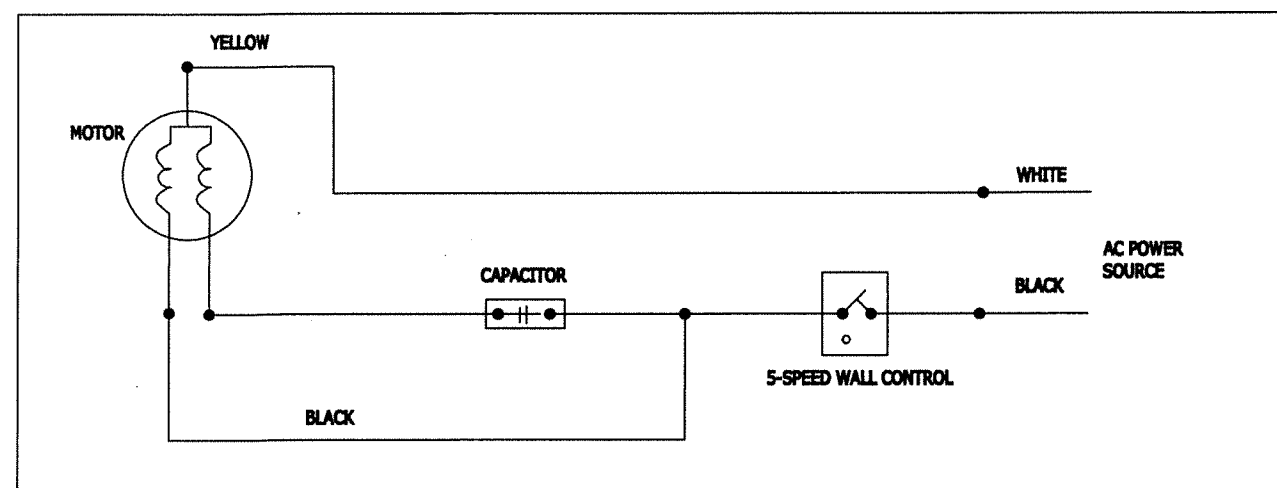 YELLOW
MOTOR
WHITE
AC POWER
SOURCE
CAPACITOR
BLACK
5-SPEED WALL CONTROL
BLACK